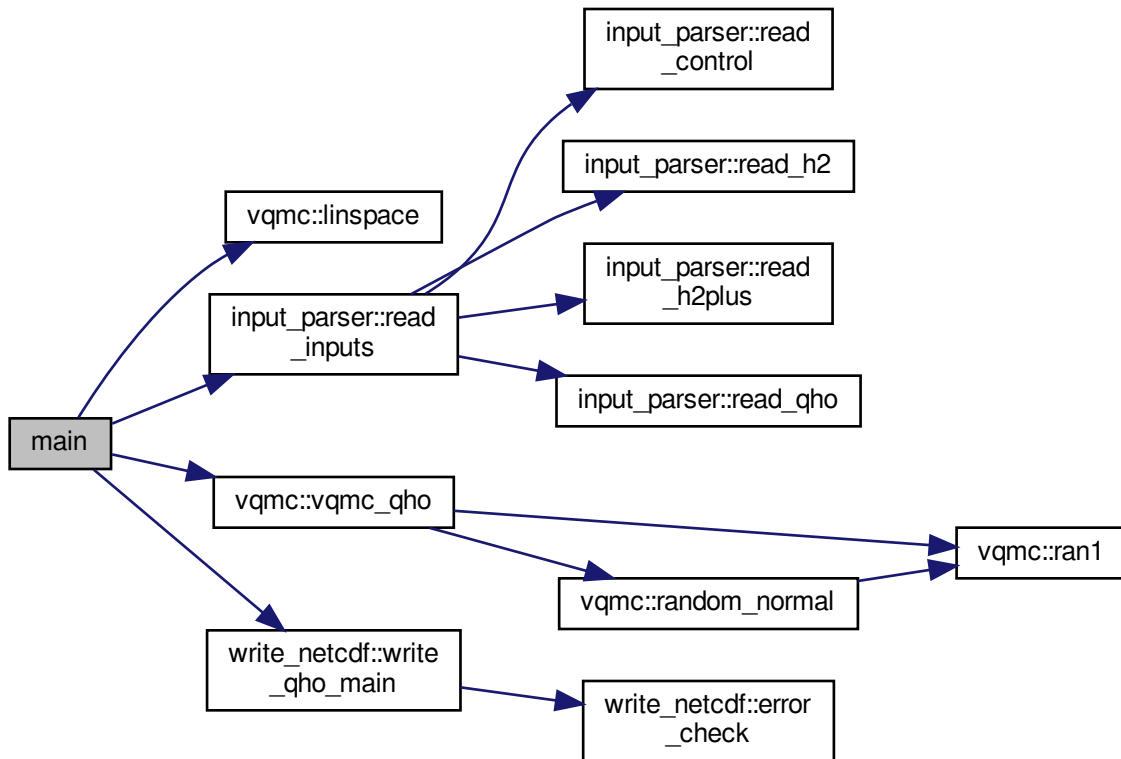 input_parser::read
_control
input_parser::read_h2
vqmc::linspace
input_parser::read
_h2plus
input_parser::read
_inputs
input_parser::read_qho
main
vqmc::vqmc_qho
vqmc::ran1
vqmc::random_normal
write_netcdf::write
_qho_main
write_netcdf::error
_check